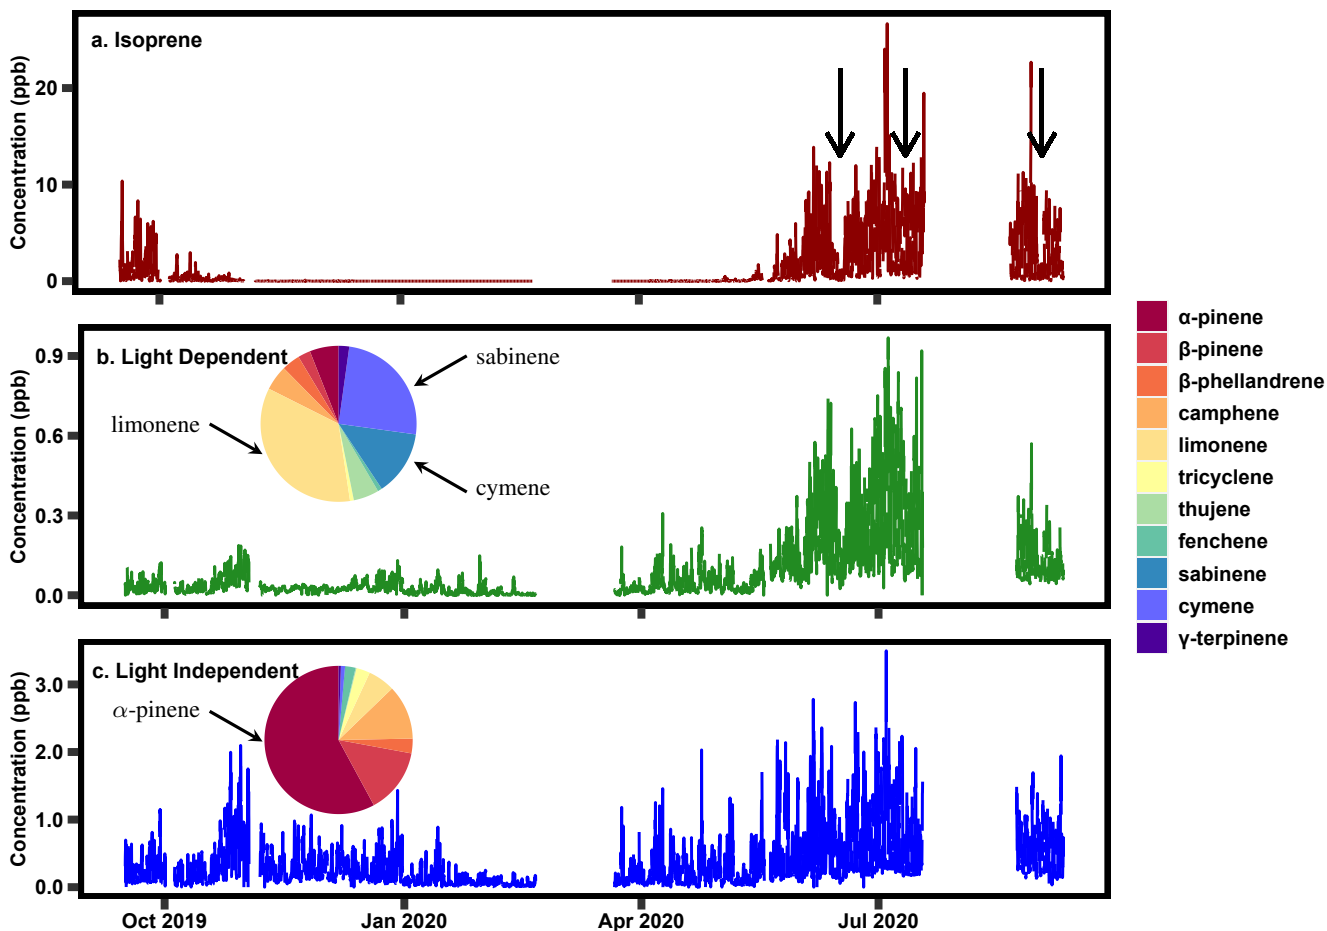 a. Isoprene
Concentration (ppb)
20
10
0
b. Light Dependent
sabinene
limonene
cymene
Concentration (ppb)
0.9
0.6
0.3
0.0
c. Light Independent
α-pinene
Concentration (ppb)
3.0
2.0
1.0
0.0
Oct 2019
Jan 2020
Apr 2020
Jul 2020
α-pinene
β-pinene
β-phellandrene
camphene
limonene
tricyclene
thujene
fenchene
sabinene
cymene
γ-terpinene